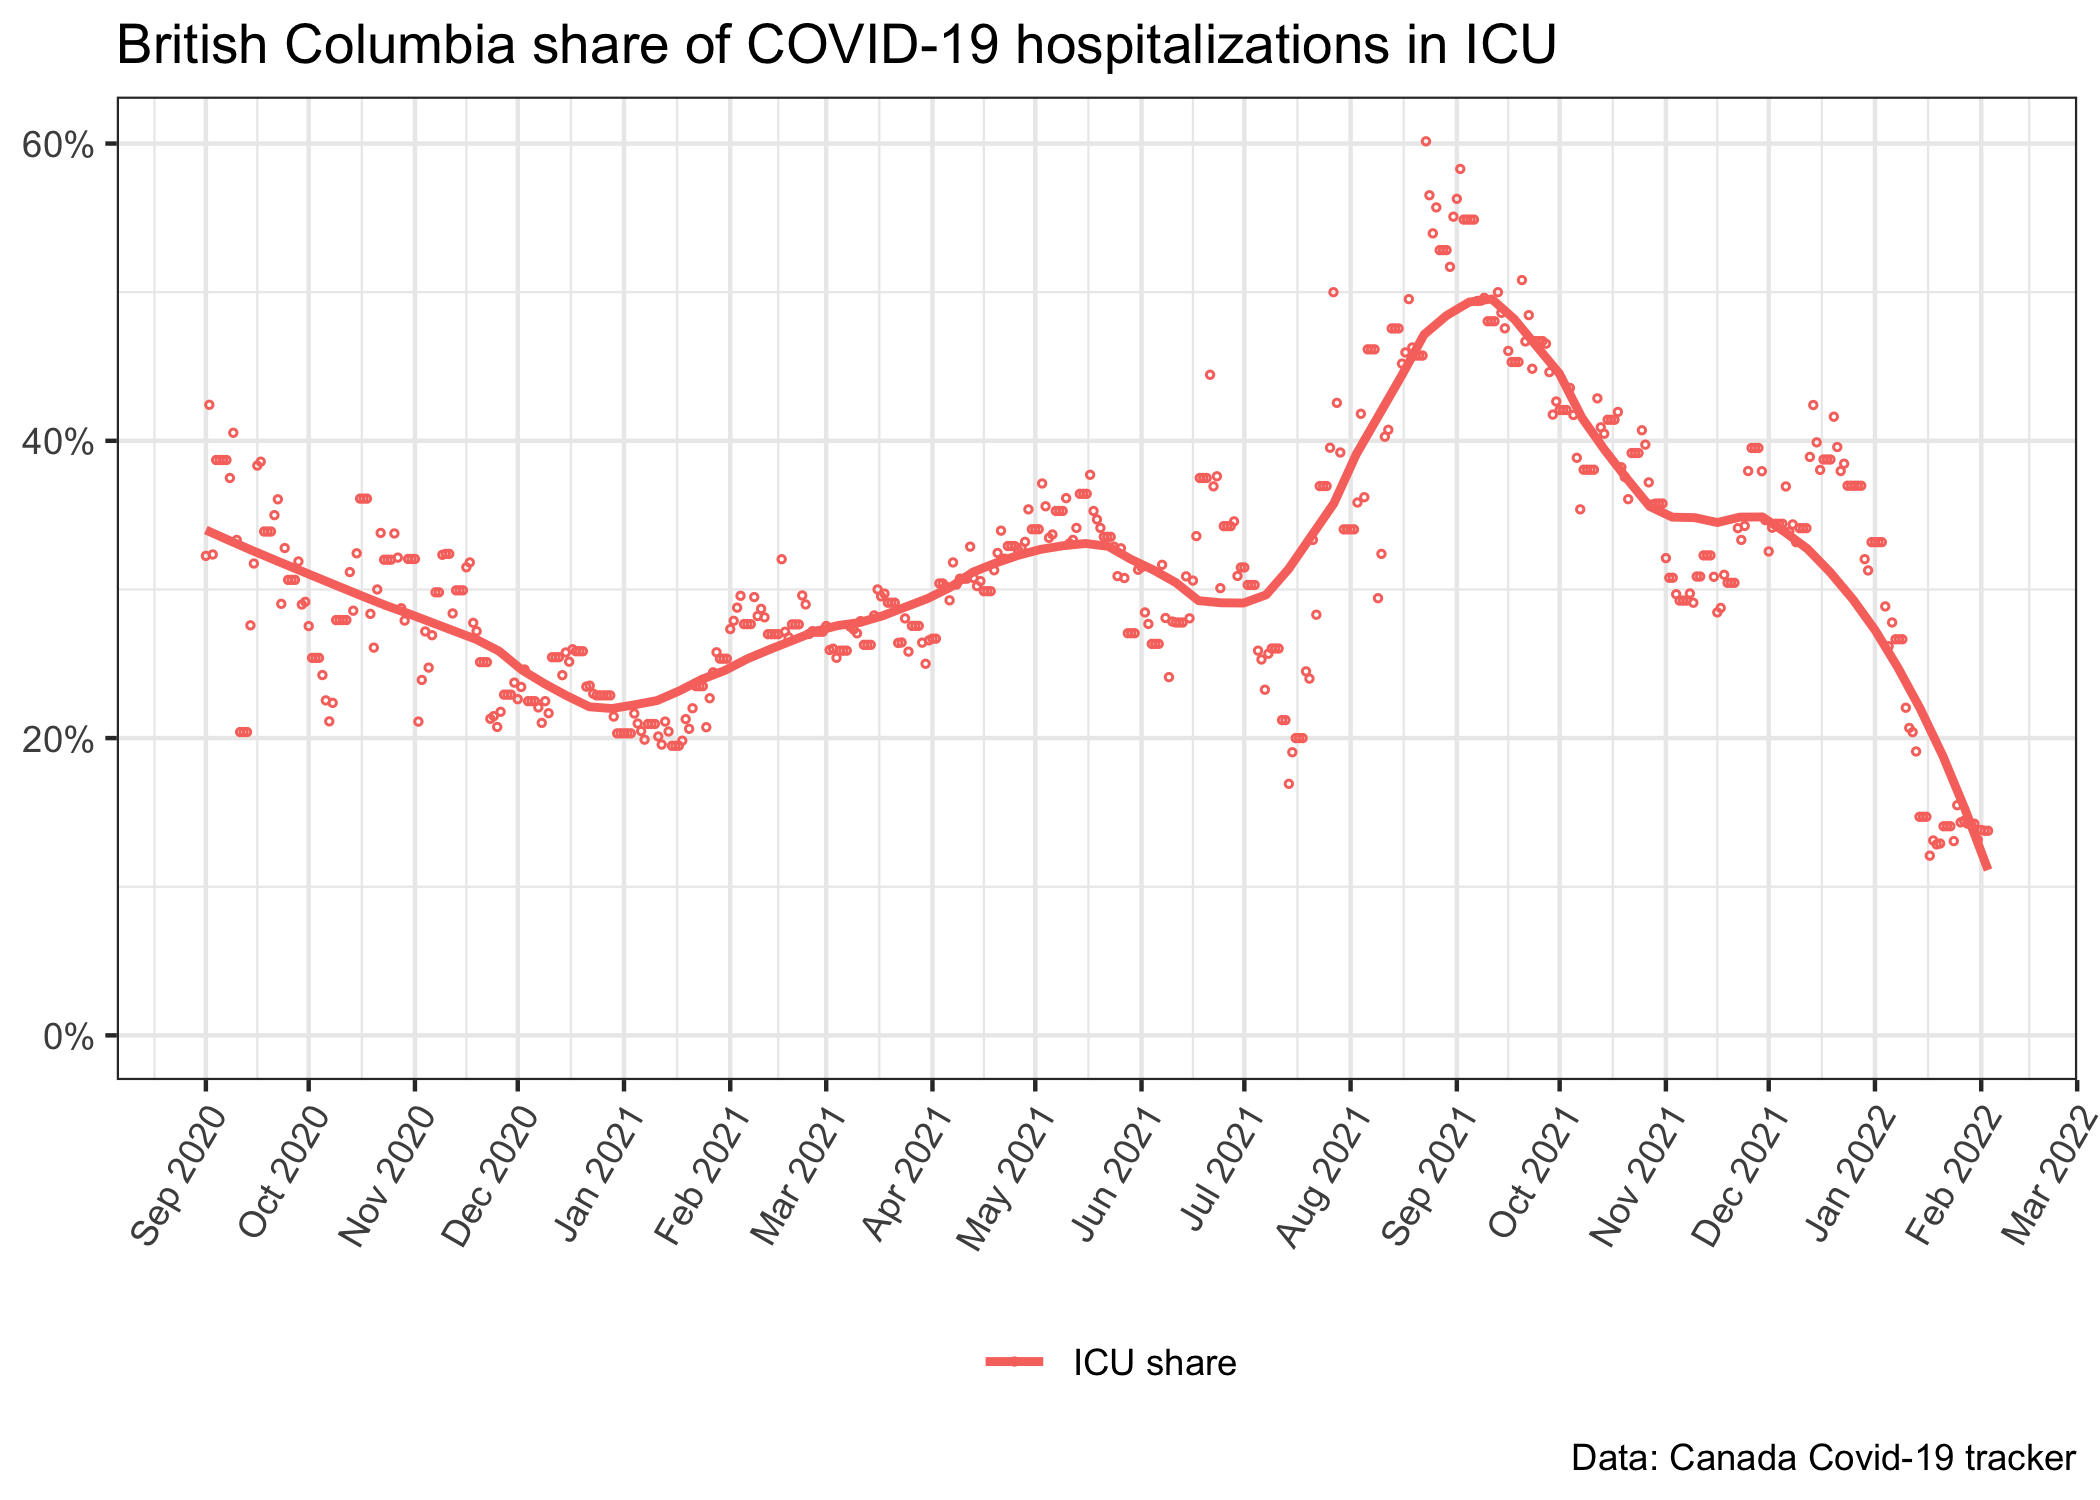 British Columbia share of COVID-19 hospitalizations in ICU
60%
40%
20%
0%
Sep 2020
Oct 2020
Nov 2020
Dec 2020
Jan 2021
Feb 2021
Mar 2021
Apr 2021
May 2021
Jun 2021
Jul 2021
Aug 2021
Sep 2021
Oct 2021
Nov 2021
Dec 2021
Jan 2022
Feb 2022
Mar 2022
ICU share
Data: Canada Covid-19 tracker